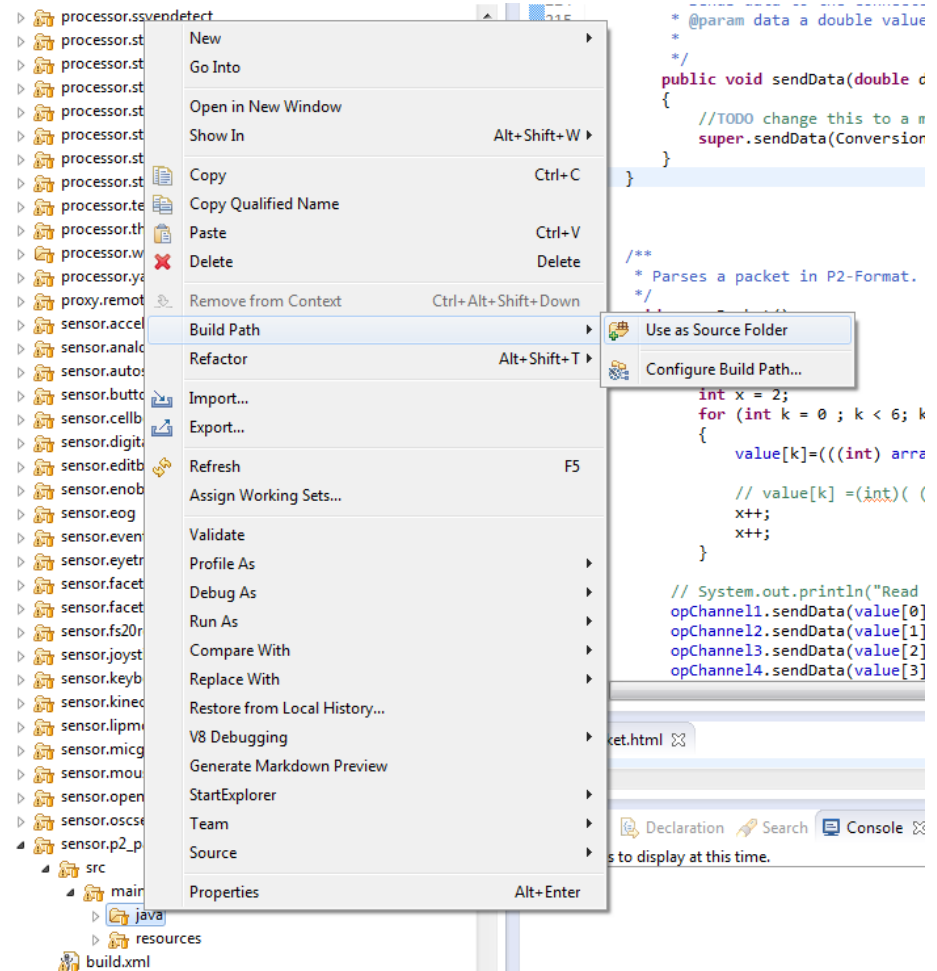 processor.ssvepdetect
processor.st
processor.st
processor.st
processor.st
processor.st
processor.st
processor.st
processor.te
processor.th
processor.w
processor.ya
proxy.remot
sensor.accel
sensor.analo
sensor.autos
sensor.butto
sensor.cellb
sensor.digita
sensor.editb
sensor.enob
sensor.eog
sensor.even
sensor.eyetr
sensor.facet
sensor.facet
sensor.fs20r
sensor.joyst
sensor.keyb
sensor.kinec
sensor.lipmo
sensor.micg
sensor.mou
sensor.open
sensor.oscse
sensor.p2_p
src
main
java
resources
build.xml
New
Go Into
Open in New Window
Show In Alt+Shift+W
Copy Ctrl+C
Copy Qualified Name
Paste Ctrl+V
Delete Delete
Remove from Context Ctrl+Alt+Shift+Down
Build Path
Refactor Alt+Shift+T
Import...
Export...
Refresh F5
Assign Working Sets...
Validate
Profile As
Debug As
Run As
Compare With
Replace With
Restore from Local History...
V8 Debugging
Generate Markdown Preview
StartExplorer
Team
Source
Properties Alt+Enter
Use as Source Folder
Configure Build Path...
215
* @param data a double value
*
*/
public void sendData(double d
{
//TODO change this to a m
super.sendData(Conversion
}
}
/**
* Parses a packet in P2-Format.
*/
int x = 2;
for (int k = 0 ; k < 6; k
{
value[k]=(((int) arra
// value[k] =(int)( (
x++;
x++;
}
// System.out.println("Read
opChannel1.sendData(value[0]
opChannel2.sendData(value[1]
opChannel3.sendData(value[2]
opChannel4.sendData(value[3]
ket.html
Declaration Search Console
s to display at this time.